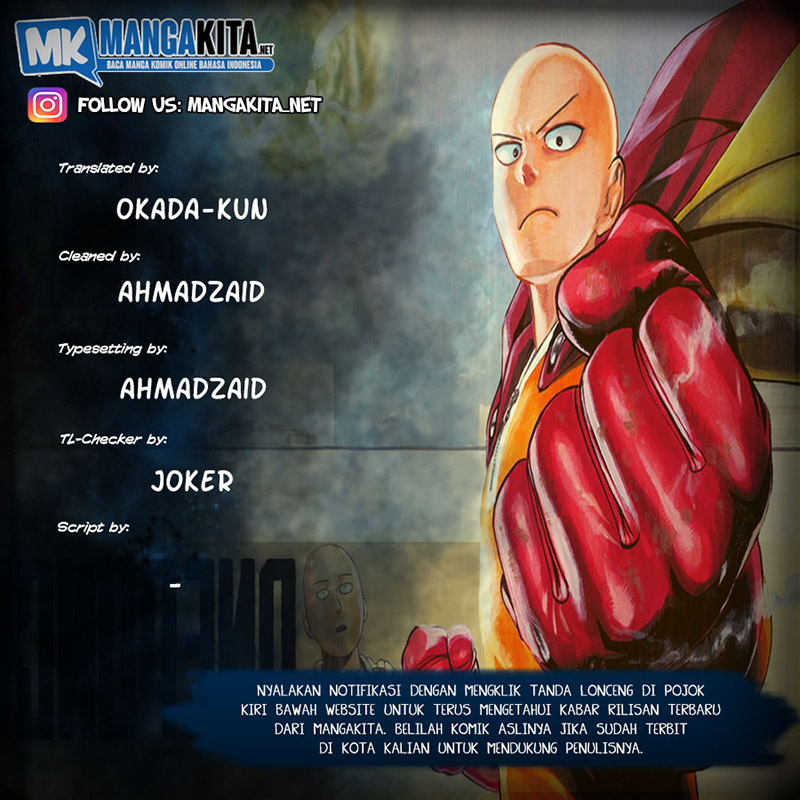 MK MANGAKITA.NET
BACA MANGA KOMIK ONLINE BAHASA INDONESIA
FOLLOW US: MANGAKITA_NET
Translated by:
OKADA-KUN
Cleaned by:
AHMADZAID
Typesetting by:
AHMADZAID
TL-Checker by:
JOKER
Script by:
-
NYALAKAN NOTIFIKASI DENGAN MENGKLIK TANDA LONCENG DI POJOK
KIRI BAWAH WEBSITE UNTUK TERUS MENGETAHUI KABAR RILISAN TERBARU
DARI MANGAKITA. BELILAH KOMIK ASLINYA JIKA SUDAH TERBIT
DI KOTA KALIAN UNTUK MENDUKUNG PENULISNYA.